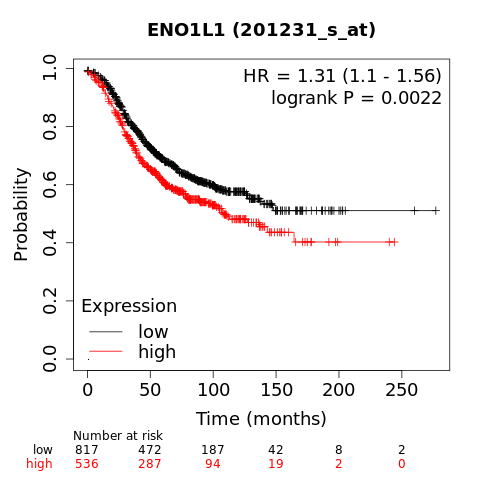 ENO1L1 (201231_s_at)
HR = 1.31 (1.1 - 1.56)
logrank P = 0.0022
Probability
1.0
0.8
0.6
0.4
0.2
0.0
Expression
low
high
0 50 100 150 200 250
Time (months)
Number at risk
low 817 472 187 42 8 2
high 536 287 94 19 2 0